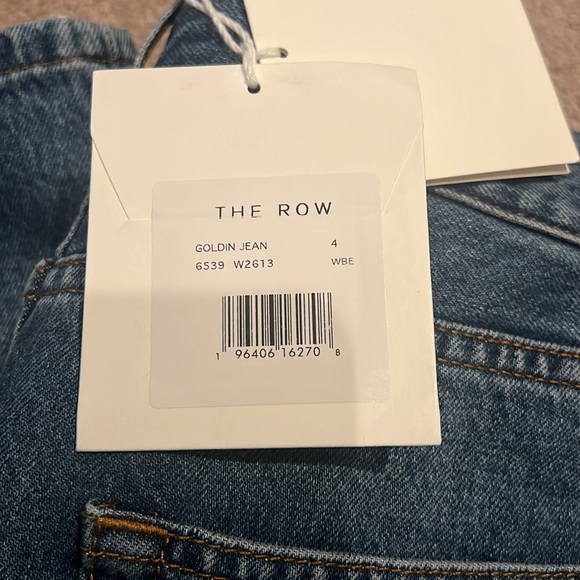 THE ROW
GOLDIN JEAN 4
6539 W2613 WBE
1 96406 16270 8